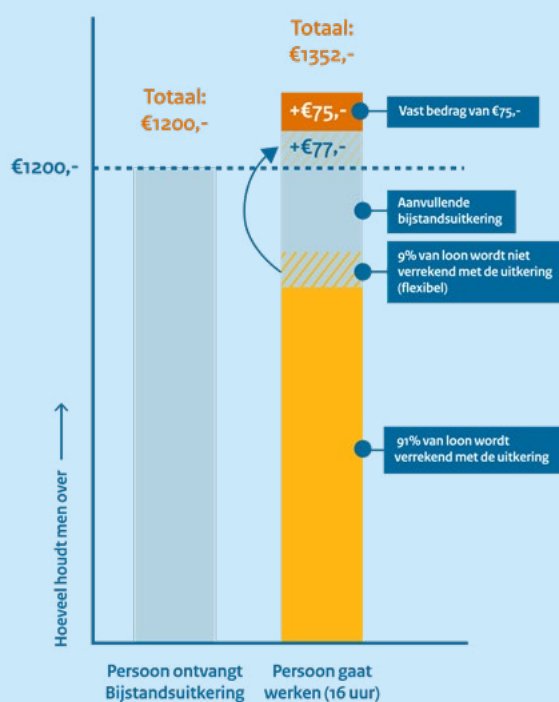 Totaal:
€1352,-
Totaal:
€1200,-
+€75,-
Vast bedrag van €75,-
+€77,-
€1200,-
Aanvullende
bijstandsuitkering
9% van loon wordt niet
verrekend met de uitkering
(flexibel)
91% van loon wordt
verrekend met de uitkering
Hoeveel houdt men over
Persoon ontvangt
Bijstandsuitkering
Persoon gaat
werken (16 uur)